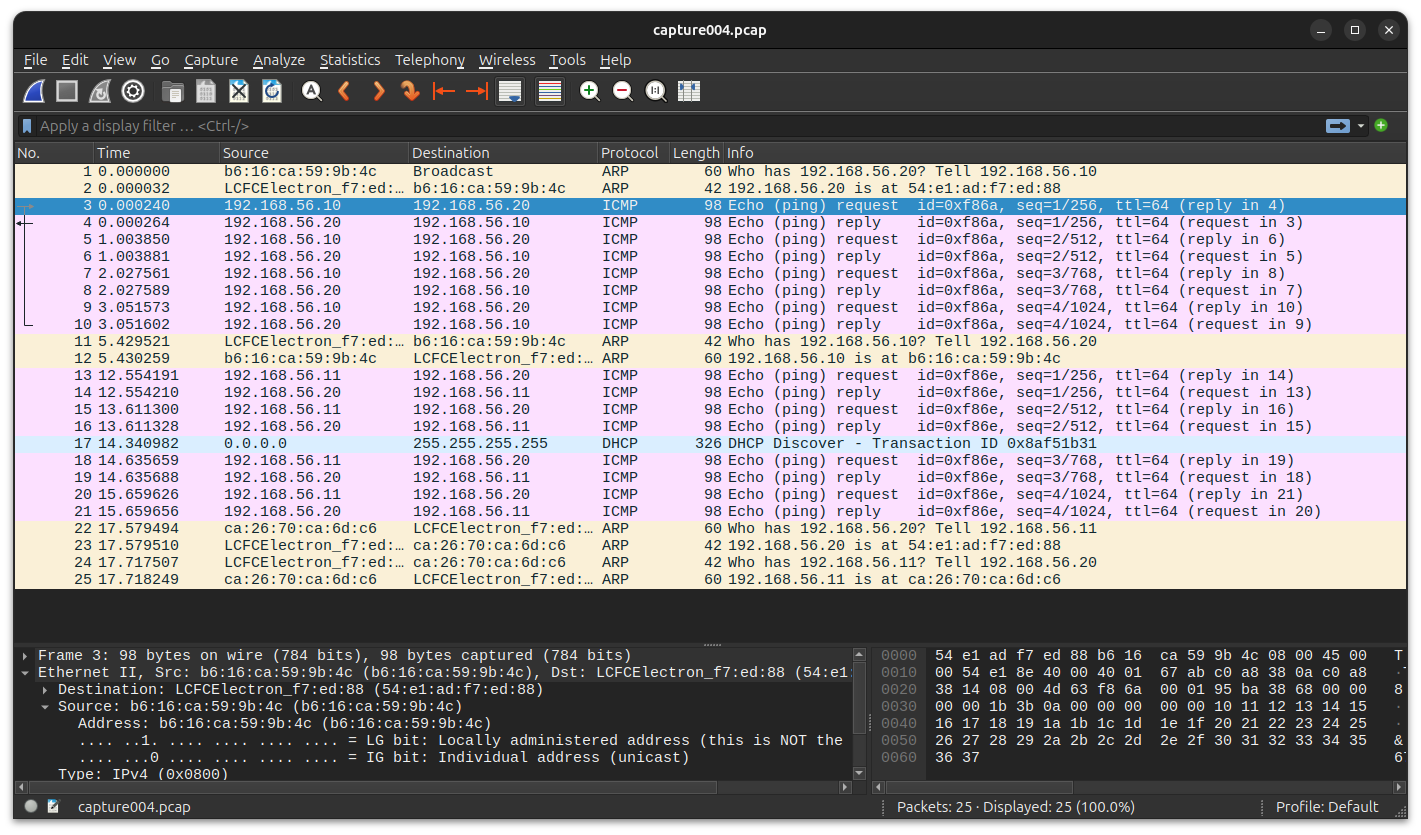 capture004.pcap
File Edit View Go Capture Analyze Statistics Telephony Wireless Tools Help
Apply a display filter … <Ctrl-/>
No. Time Source Destination Protocol Length Info
1 0.000000 b6:16:ca:59:9b:4c Broadcast ARP 60 Who has 192.168.56.20? Tell 192.168.56.10
2 0.000032 LCFCElectron_f7:ed:… b6:16:ca:59:9b:4c ARP 42 192.168.56.20 is at 54:e1:ad:f7:ed:88
3 0.000240 192.168.56.10 192.168.56.20 ICMP 98 Echo (ping) request id=0xf86a, seq=1/256, ttl=64 (reply in 4)
4 0.000264 192.168.56.20 192.168.56.10 ICMP 98 Echo (ping) reply id=0xf86a, seq=1/256, ttl=64 (request in 3)
5 1.003850 192.168.56.10 192.168.56.20 ICMP 98 Echo (ping) request id=0xf86a, seq=2/512, ttl=64 (reply in 6)
6 1.003881 192.168.56.20 192.168.56.10 ICMP 98 Echo (ping) reply id=0xf86a, seq=2/512, ttl=64 (request in 5)
7 2.027561 192.168.56.10 192.168.56.20 ICMP 98 Echo (ping) request id=0xf86a, seq=3/768, ttl=64 (reply in 8)
8 2.027589 192.168.56.20 192.168.56.10 ICMP 98 Echo (ping) reply id=0xf86a, seq=3/768, ttl=64 (request in 7)
9 3.051573 192.168.56.10 192.168.56.20 ICMP 98 Echo (ping) request id=0xf86a, seq=4/1024, ttl=64 (reply in 10)
10 3.051602 192.168.56.20 192.168.56.10 ICMP 98 Echo (ping) reply id=0xf86a, seq=4/1024, ttl=64 (request in 9)
11 5.429521 LCFCElectron_f7:ed:… b6:16:ca:59:9b:4c ARP 42 Who has 192.168.56.10? Tell 192.168.56.20
12 5.430259 b6:16:ca:59:9b:4c LCFCElectron_f7:ed:… ARP 60 192.168.56.10 is at b6:16:ca:59:9b:4c
13 12.554191 192.168.56.11 192.168.56.20 ICMP 98 Echo (ping) request id=0xf86e, seq=1/256, ttl=64 (reply in 14)
14 12.554210 192.168.56.20 192.168.56.11 ICMP 98 Echo (ping) reply id=0xf86e, seq=1/256, ttl=64 (request in 13)
15 13.611300 192.168.56.11 192.168.56.20 ICMP 98 Echo (ping) request id=0xf86e, seq=2/512, ttl=64 (reply in 16)
16 13.611328 192.168.56.20 192.168.56.11 ICMP 98 Echo (ping) reply id=0xf86e, seq=2/512, ttl=64 (request in 15)
17 14.340982 0.0.0.0 255.255.255.255 DHCP 326 DHCP Discover - Transaction ID 0x8af51b31
18 14.635659 192.168.56.11 192.168.56.20 ICMP 98 Echo (ping) request id=0xf86e, seq=3/768, ttl=64 (reply in 19)
19 14.635688 192.168.56.20 192.168.56.11 ICMP 98 Echo (ping) reply id=0xf86e, seq=3/768, ttl=64 (request in 18)
20 15.659626 192.168.56.11 192.168.56.20 ICMP 98 Echo (ping) request id=0xf86e, seq=4/1024, ttl=64 (reply in 21)
21 15.659656 192.168.56.20 192.168.56.11 ICMP 98 Echo (ping) reply id=0xf86e, seq=4/1024, ttl=64 (request in 20)
22 17.579494 ca:26:70:ca:6d:c6 LCFCElectron_f7:ed:… ARP 60 Who has 192.168.56.20? Tell 192.168.56.11
23 17.579510 LCFCElectron_f7:ed:… ca:26:70:ca:6d:c6 ARP 42 192.168.56.20 is at 54:e1:ad:f7:ed:88
24 17.717507 LCFCElectron_f7:ed:… ca:26:70:ca:6d:c6 ARP 42 Who has 192.168.56.11? Tell 192.168.56.20
25 17.718249 ca:26:70:ca:6d:c6 LCFCElectron_f7:ed:… ARP 60 192.168.56.11 is at ca:26:70:ca:6d:c6
Frame 3: 98 bytes on wire (784 bits), 98 bytes captured (784 bits)
Ethernet II, Src: b6:16:ca:59:9b:4c (b6:16:ca:59:9b:4c), Dst: LCFCElectron_f7:ed:88 (54:e1:
Destination: LCFCElectron_f7:ed:88 (54:e1:ad:f7:ed:88)
Source: b6:16:ca:59:9b:4c (b6:16:ca:59:9b:4c)
Address: b6:16:ca:59:9b:4c (b6:16:ca:59:9b:4c)
.... ..1. .... .... .... .... = LG bit: Locally administered address (this is NOT the
.... ...0 .... .... .... .... = IG bit: Individual address (unicast)
Type: IPv4 (0x0800)
0000 54 e1 ad f7 ed 88 b6 16 ca 59 9b 4c 08 00 45 00 T
0010 00 54 e1 8e 40 00 40 01 67 ab c0 a8 38 0a c0 a8 ·
0020 38 14 08 00 4d 63 f8 6a 00 01 95 ba 38 68 00 00 8
0030 00 00 1b 3b 0a 00 00 00 00 00 10 11 12 13 14 15 ·
0040 16 17 18 19 1a 1b 1c 1d 1e 1f 20 21 22 23 24 25 ·
0050 26 27 28 29 2a 2b 2c 2d 2e 2f 30 31 32 33 34 35 &
0060 36 37 67
capture004.pcap
Packets: 25 · Displayed: 25 (100.0%)
Profile: Default